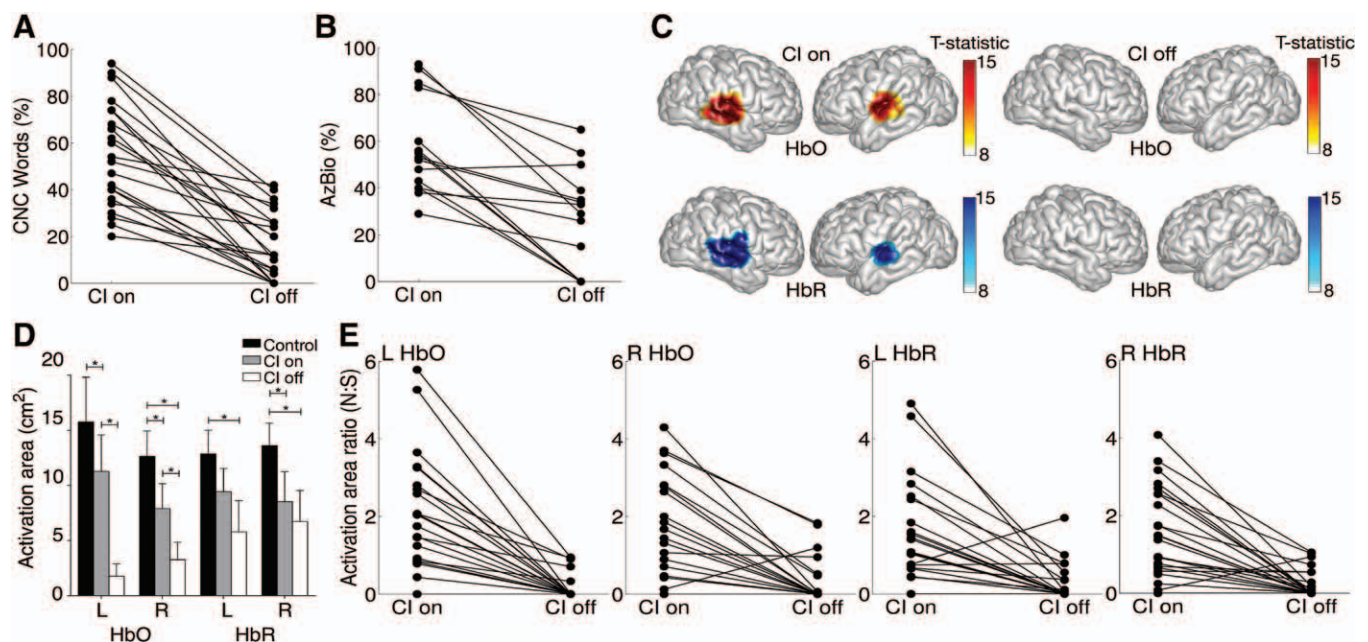 A
CNC Words (%)
100
80
60
40
20
0
CI on
CI off
B
AzBio (%)
100
80
60
40
20
0
CI on
CI off
C
CI on
T-statistic
15
8
HbO
CI off
T-statistic
15
8
HbO
15
8
HbR
15
8
HbR
D
Activation area (cm²)
20
15
10
5
0
Control
CI on
CI off
* * * * * * * *
L R L R
HbO HbR
E
Activation area ratio (N:S)
L HbO
6
4
2
0
CI on
CI off
R HbO
6
4
2
0
CI on
CI off
L HbR
6
4
2
0
CI on
CI off
R HbR
6
4
2
0
CI on
CI off